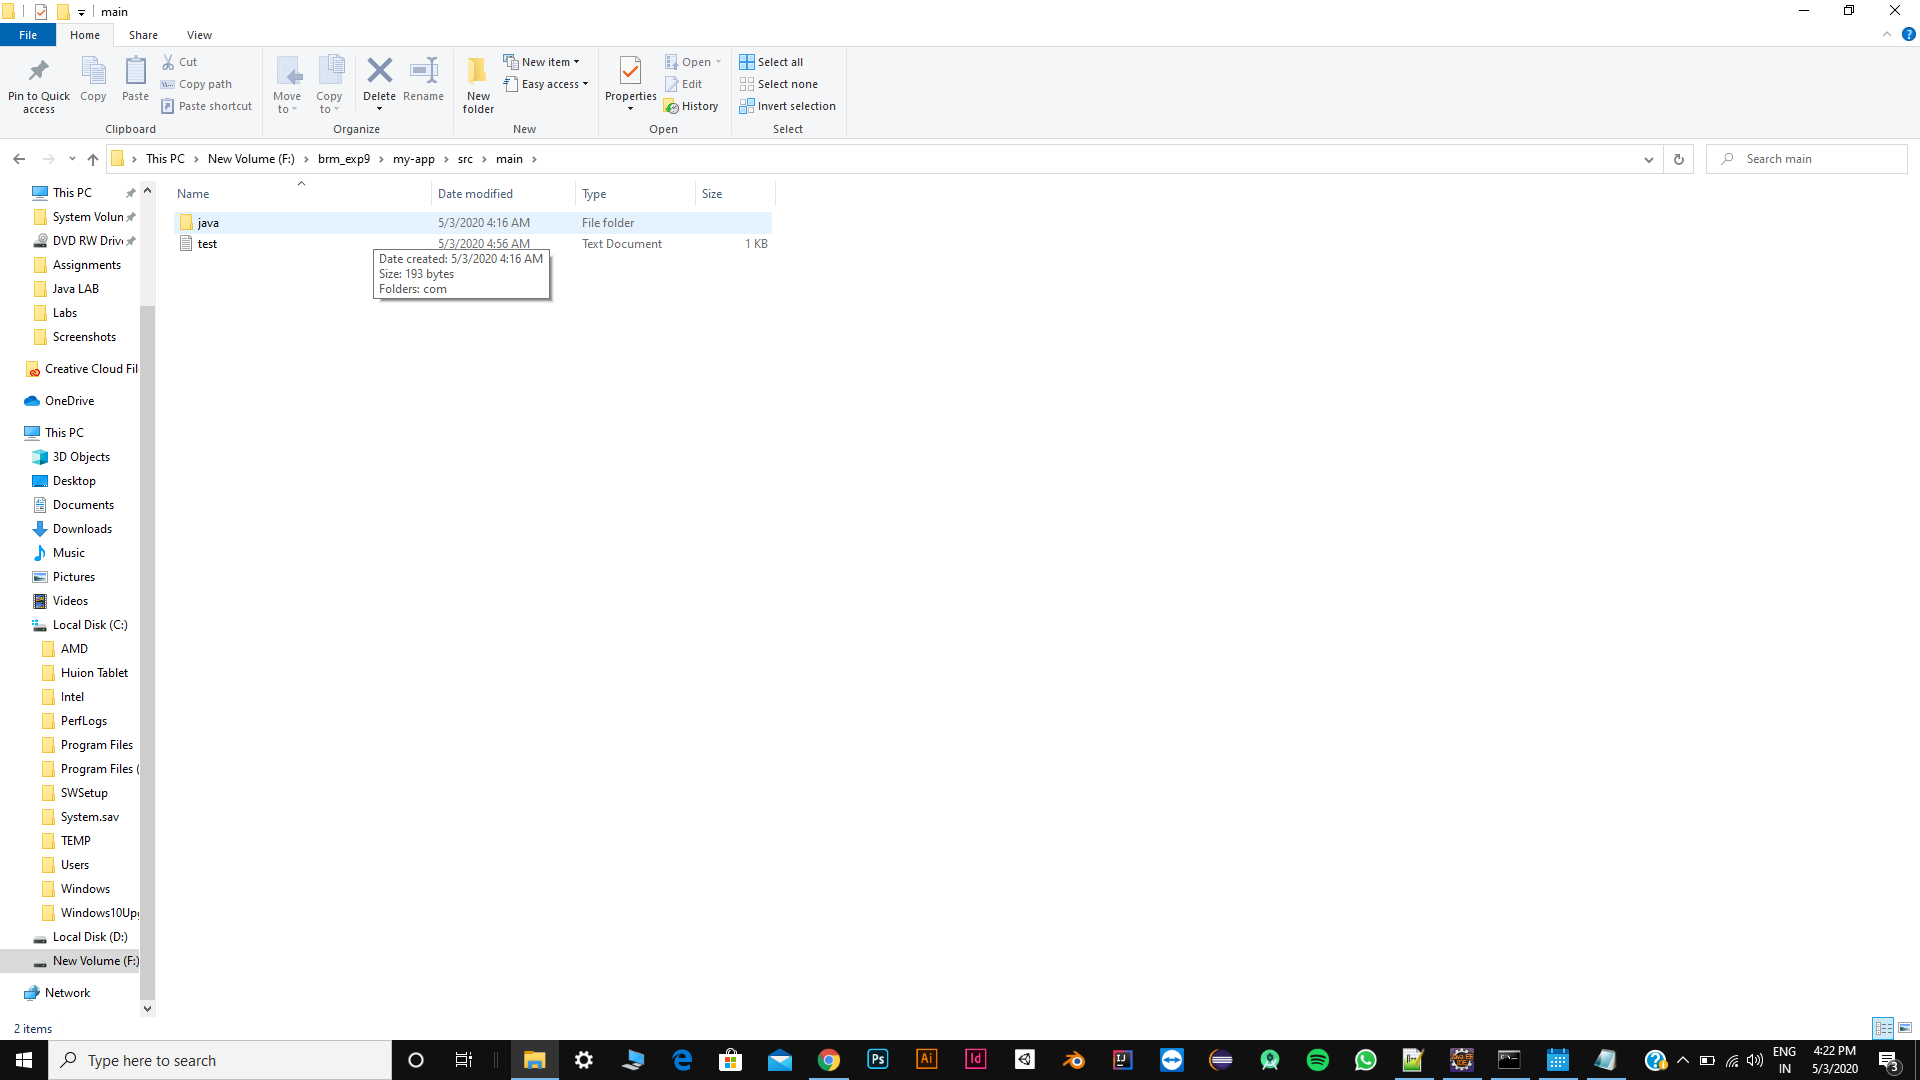 main
File
Home
Share
View
Pin to Quick access
Copy
Paste
Cut
Copy path
Paste shortcut
Clipboard
Move to
Copy to
Delete
Rename
Organize
New folder
New item
Easy access
New
Properties
Open
Edit
History
Open
Select all
Select none
Invert selection
Select
This PC
New Volume (F:)
brm_exp9
my-app
src
main
Search main
Name
Date modified
Type
Size
java
5/3/2020 4:16 AM
File folder
test
5/3/2020 4:56 AM
Text Document
1 KB
Date created: 5/3/2020 4:16 AM
Size: 193 bytes
Folders: com
This PC
System Volun
DVD RW Driv
Assignments
Java LAB
Labs
Screenshots
Creative Cloud Fil
OneDrive
This PC
3D Objects
Desktop
Documents
Downloads
Music
Pictures
Videos
Local Disk (C:)
AMD
Huion Tablet
Intel
PerfLogs
Program Files
Program Files (
SWSetup
System.sav
TEMP
Users
Windows
Windows10Upg
Local Disk (D:)
New Volume (F:)
Network
2 items
Type here to search
Ps
Ai
Id
IJ
ENG
IN
4:22 PM
5/3/2020
3